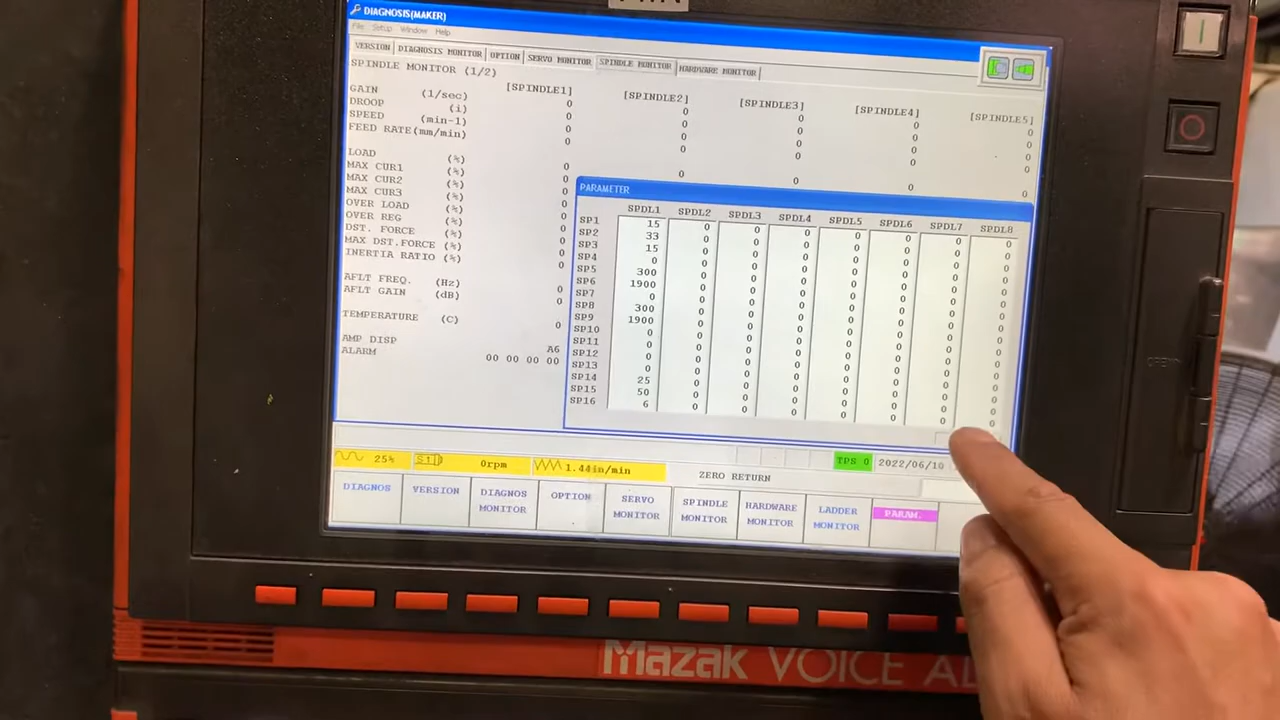 DIAGNOSIS(MAKER)
File Setup Window Help
VERSION DIAGNOSIS MONITOR OPTION SERVO MONITOR SPINDLE MONITOR HARDWARE MONITOR
SPINDLE MONITOR (1/2)
[SPINDLE1] [SPINDLE2] [SPINDLE3] [SPINDLE4] [SPINDLE5]
GAIN (1/sec) 0 0 0 0 0
DROOP (i) 0 0 0 0 0
SPEED (min-1) 0 0 0 0 0
FEED RATE(mm/min) 0 0 0 0 0
LOAD (%) 0 0 0 0 0
MAX CUR1 (%) 0
MAX CUR2 (%) 0
MAX CUR3 (%) 0
OVER LOAD (%) 0
OVER REG (%) 0
DST. FORCE (%) 0
MAX DST.FORCE (%) 0
INERTIA RATIO (%) 0
AFLT FREQ. (Hz) 0
AFLT GAIN (dB) 0
TEMPERATURE (C) 0
AMP DISP A6
ALARM 00 00 00 00
PARAMETER
SPDL1 SPDL2 SPDL3 SPDL4 SPDL5 SPDL6 SPDL7 SPDL8
SP1 15 0 0 0 0 0 0 0
SP2 33 0 0 0 0 0 0 0
SP3 15 0 0 0 0 0 0 0
SP4 0 0 0 0 0 0 0 0
SP5 300 0 0 0 0 0 0 0
SP6 1900 0 0 0 0 0 0 0
SP7 0 0 0 0 0 0 0 0
SP8 300 0 0 0 0 0 0 0
SP9 1900 0 0 0 0 0 0 0
SP10 0 0 0 0 0 0 0 0
SP11 0 0 0 0 0 0 0 0
SP12 0 0 0 0 0 0 0 0
SP13 0 0 0 0 0 0 0 0
SP14 25 0 0 0 0 0 0 0
SP15 50 0 0 0 0 0 0 0
SP16 6 0 0 0 0 0 0 0
25% S1 0rpm 1.44in/min ZERO RETURN TPS 0 2022/06/10
DIAGNOS VERSION DIAGNOS MONITOR OPTION SERVO MONITOR SPINDLE MONITOR HARDWARE MONITOR LADDER MONITOR PARAM.
OPEN
Mazak VOICE